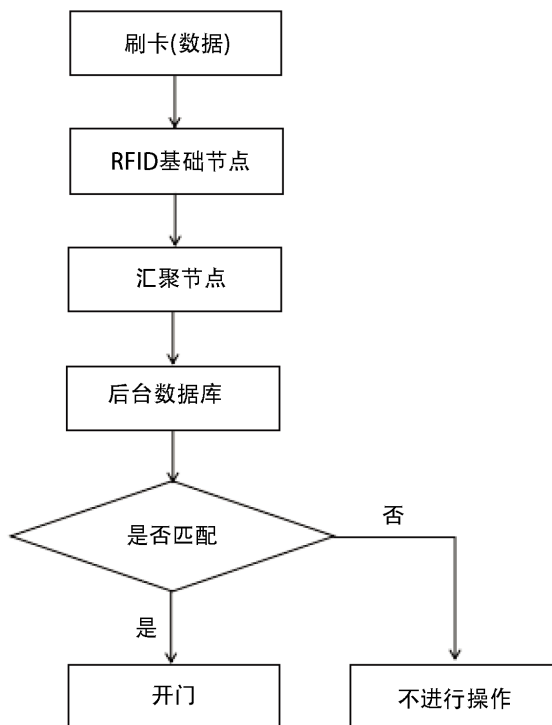 刷卡(数据)
RFID基础节点
汇聚节点
后台数据库
是否匹配
否
是
开门
不进行操作